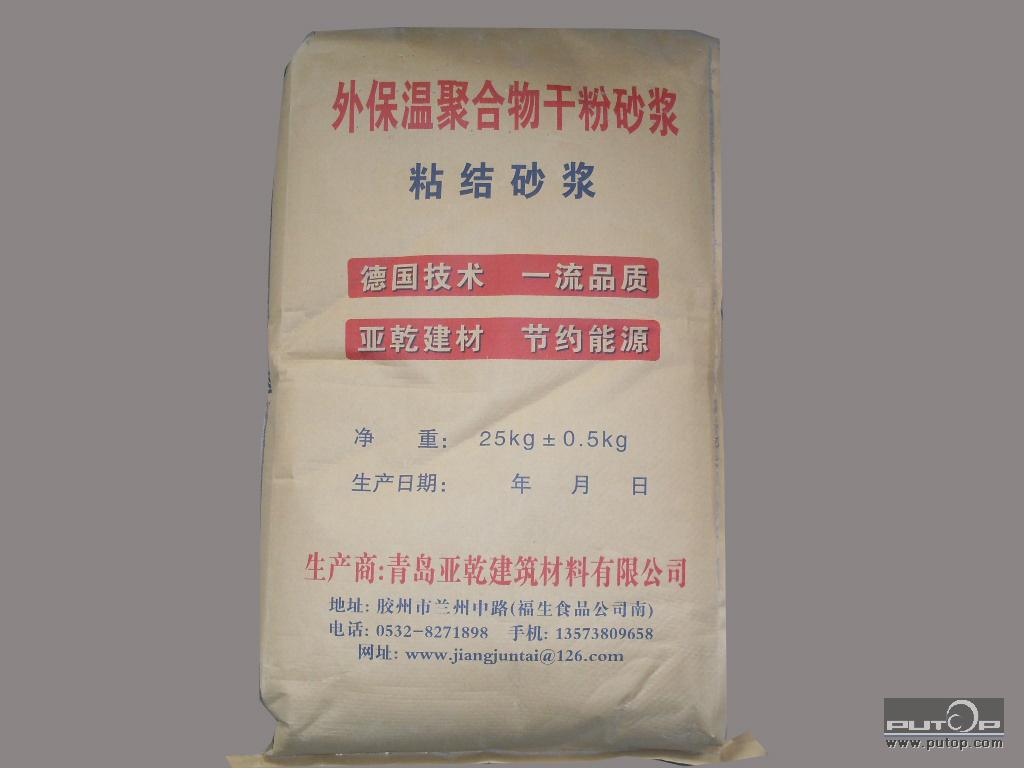 外保温聚合物干粉砂浆
粘结砂浆
德国技术 一流品质
亚乾建材 节约能源
净 重: 25kg±0.5kg
生产日期: 年 月 日
生产商:青岛亚乾建筑材料有限公司
地址: 胶州市兰州中路(福生食品公司南)
电话: 0532-8271898 手机: 13573809658
网址: www.jiangjuntai@126.com
PUTOP
www.putop.com